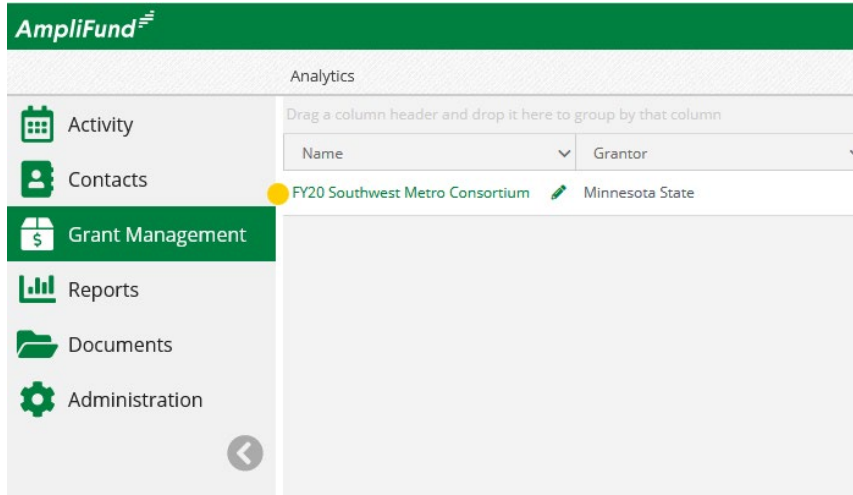 AmpliFund
Analytics
Activity
Contacts
Grant Management
Reports
Documents
Administration
Drag a column header and drop it here to group by that column
Name
Grantor
FY20 Southwest Metro Consortium
Minnesota State